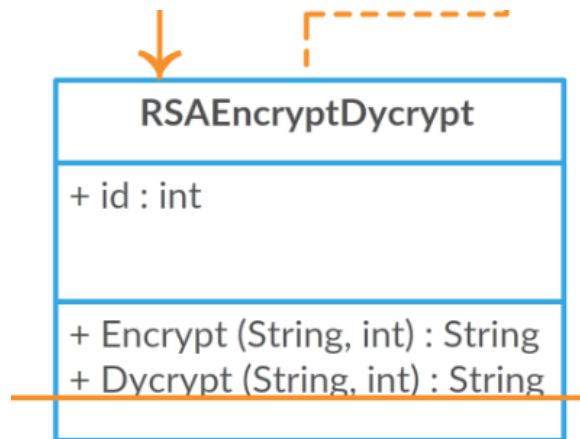 RSAEncryptDycrypt
+ id : int
+ Encrypt (String, int) : String
+ Dycrypt (String, int) : String